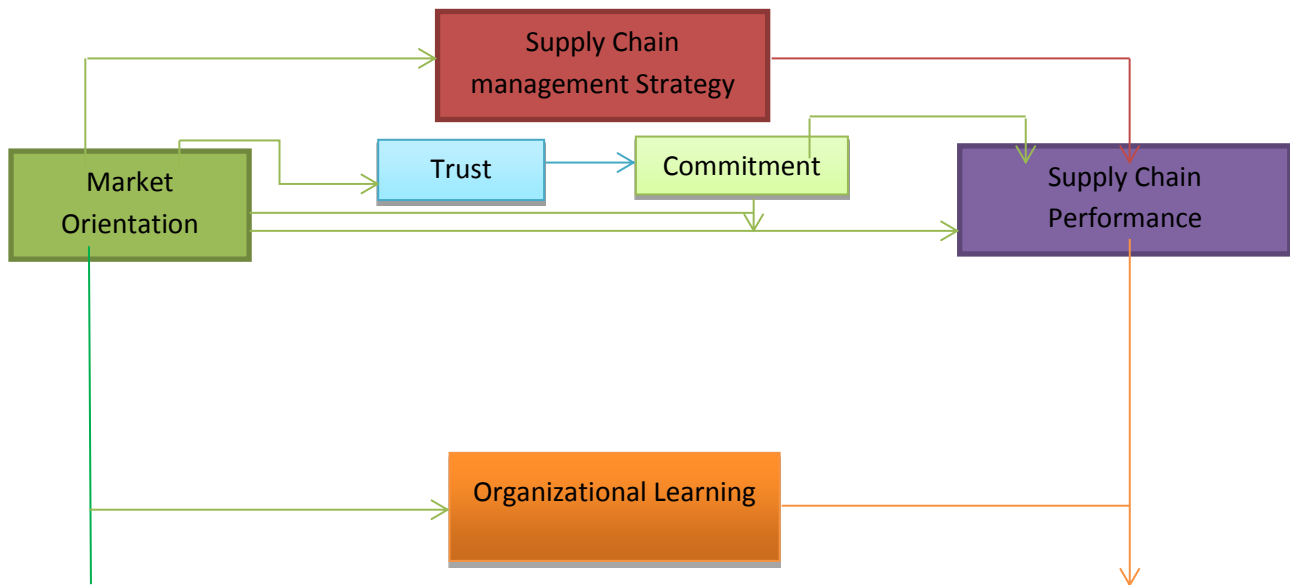 Supply Chain
management Strategy
Trust
Commitment
Market
Orientation
Supply Chain
Performance
Organizational Learning